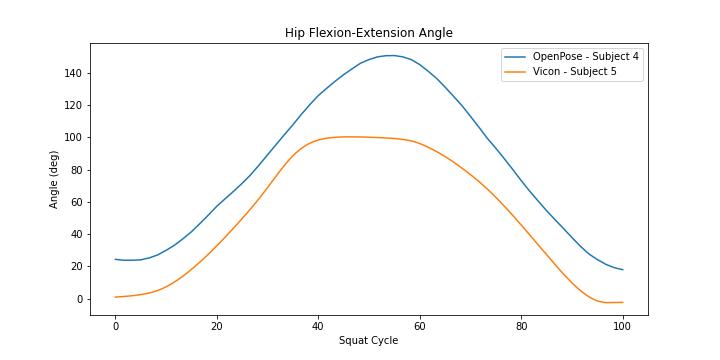 Hip Flexion-Extension Angle
OpenPose - Subject 4
Vicon - Subject 5
Angle (deg)
140
120
100
80
60
40
20
0
0 20 40 60 80 100
Squat Cycle